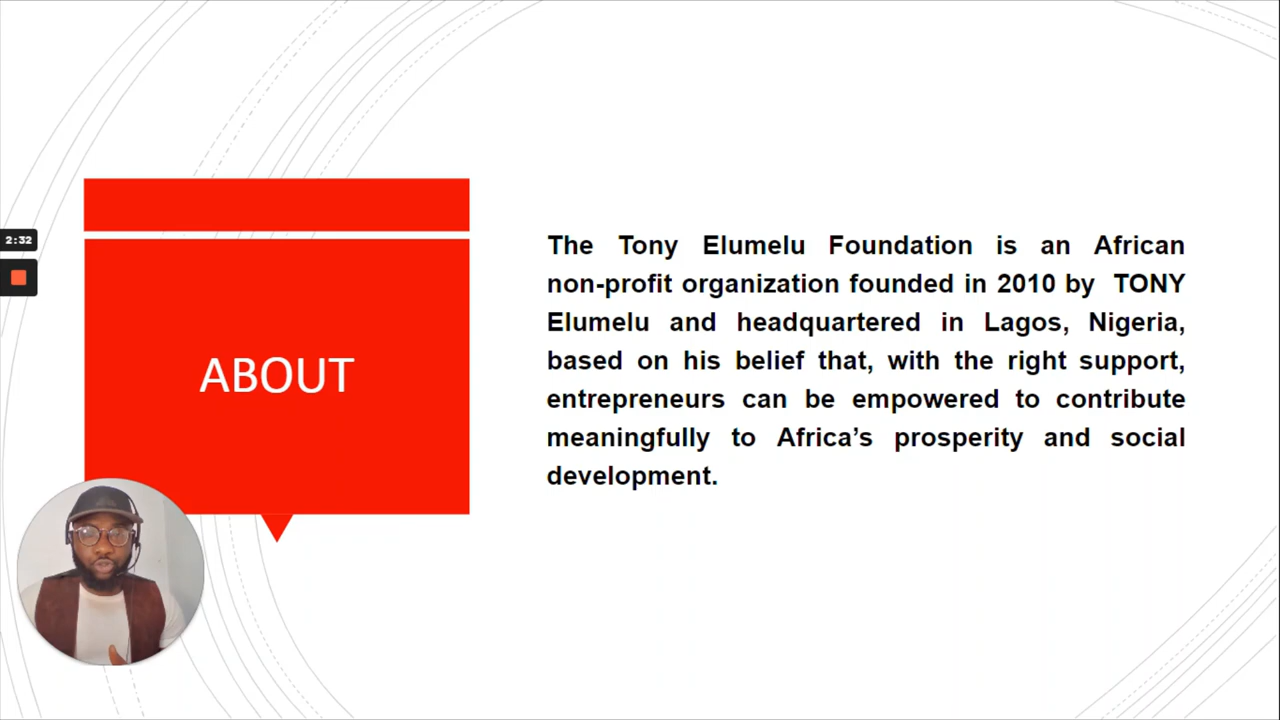 2:32
ABOUT
The Tony Elumelu Foundation is an African
non-profit organization founded in 2010 by TONY
Elumelu and headquartered in Lagos, Nigeria,
based on his belief that, with the right support,
entrepreneurs can be empowered to contribute
meaningfully to Africa’s prosperity and social
development.